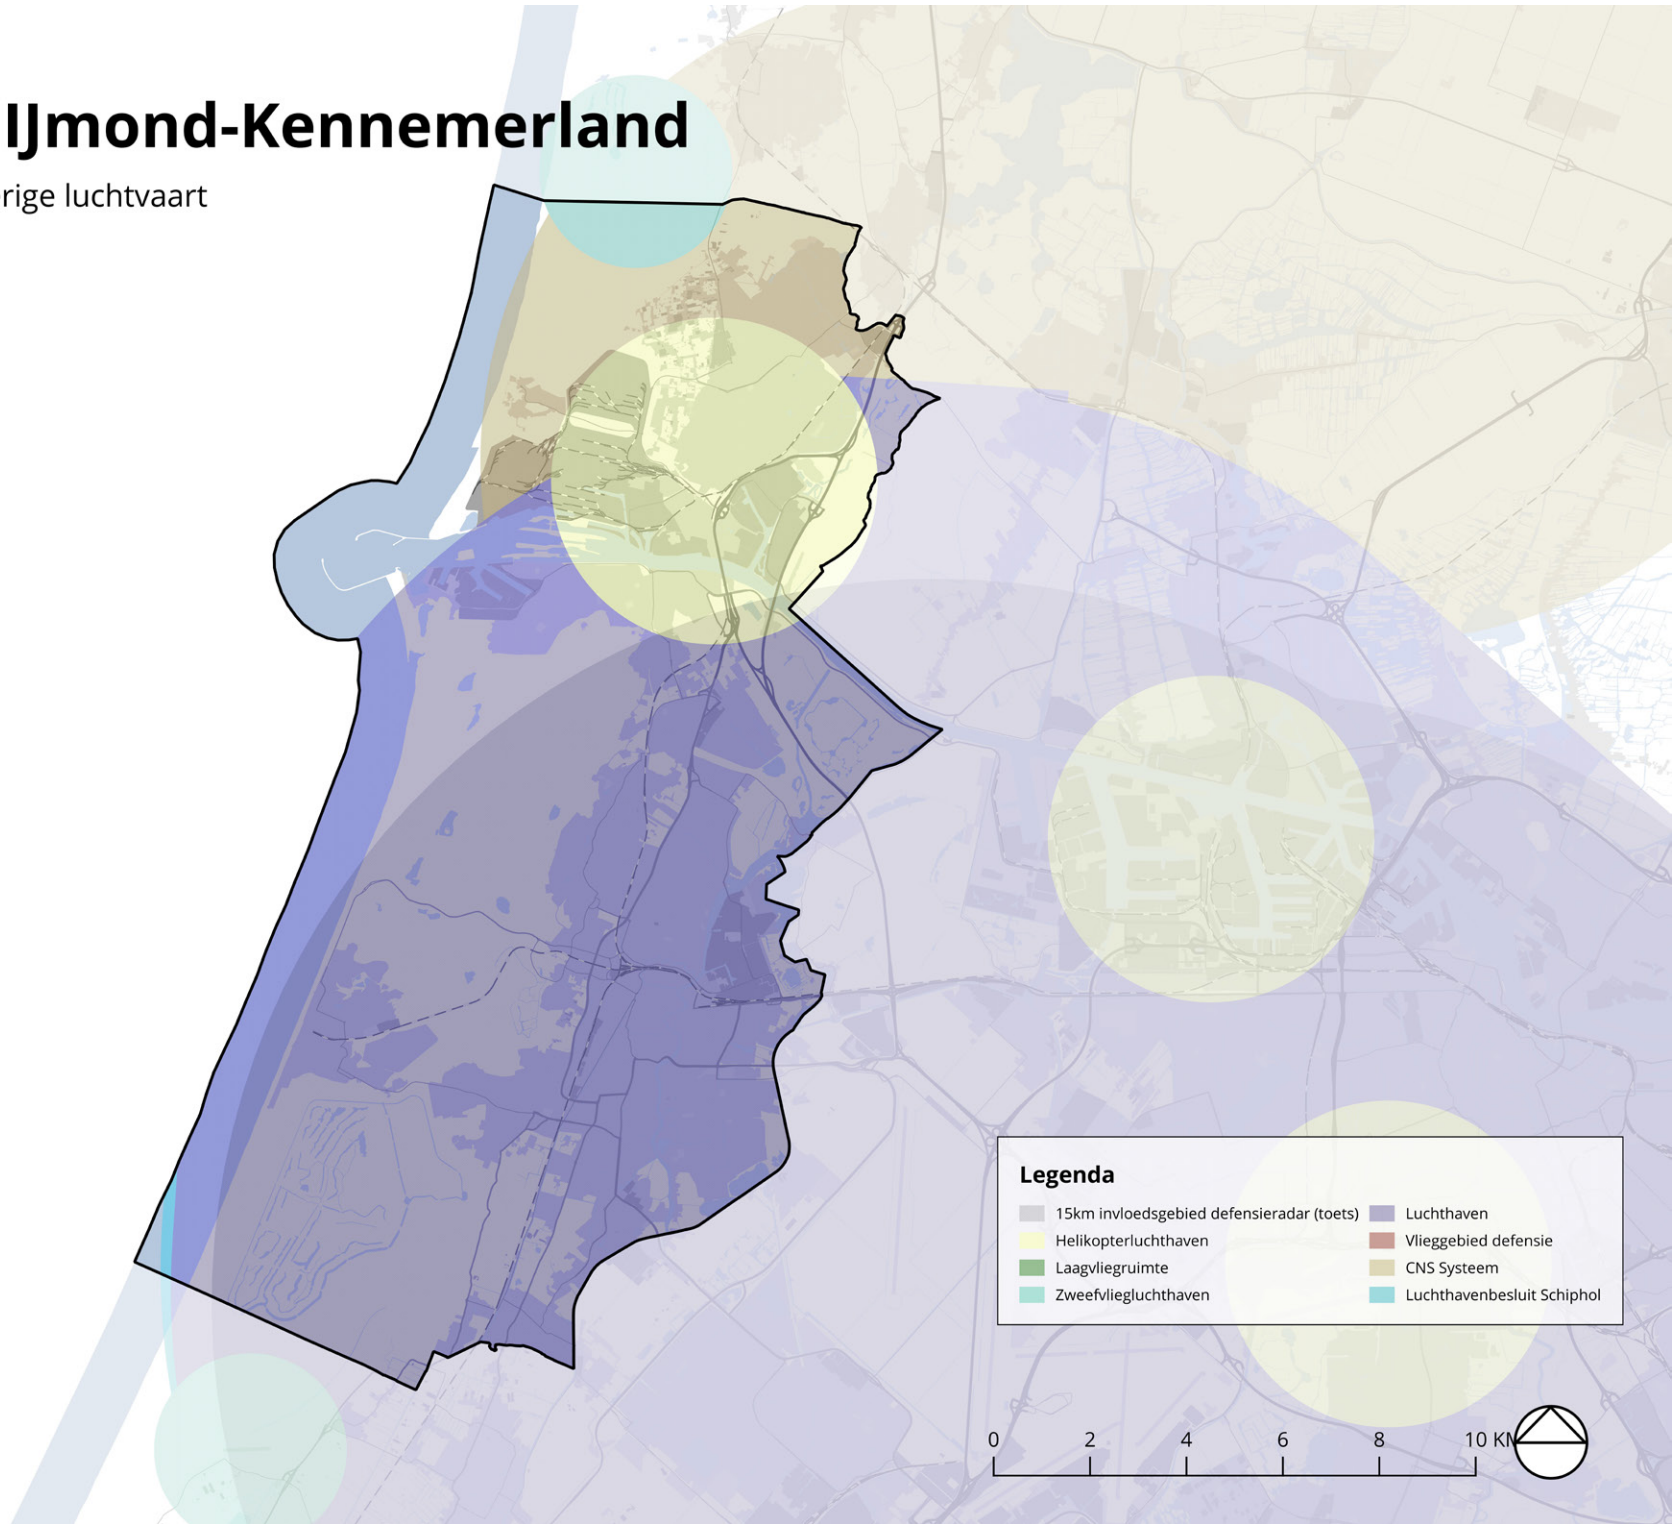 IJmond-Kennemerland
rige luchtvaart
Legenda
15km invloedsgebied defensieradar (toets)
Helikopterluchthaven
Laagvliegruimte
Zweefvliegluchthaven
Luchthaven
Vlieggebied defensie
CNS Systeem
Luchthavenbesluit Schiphol
0 2 4 6 8 10 KM